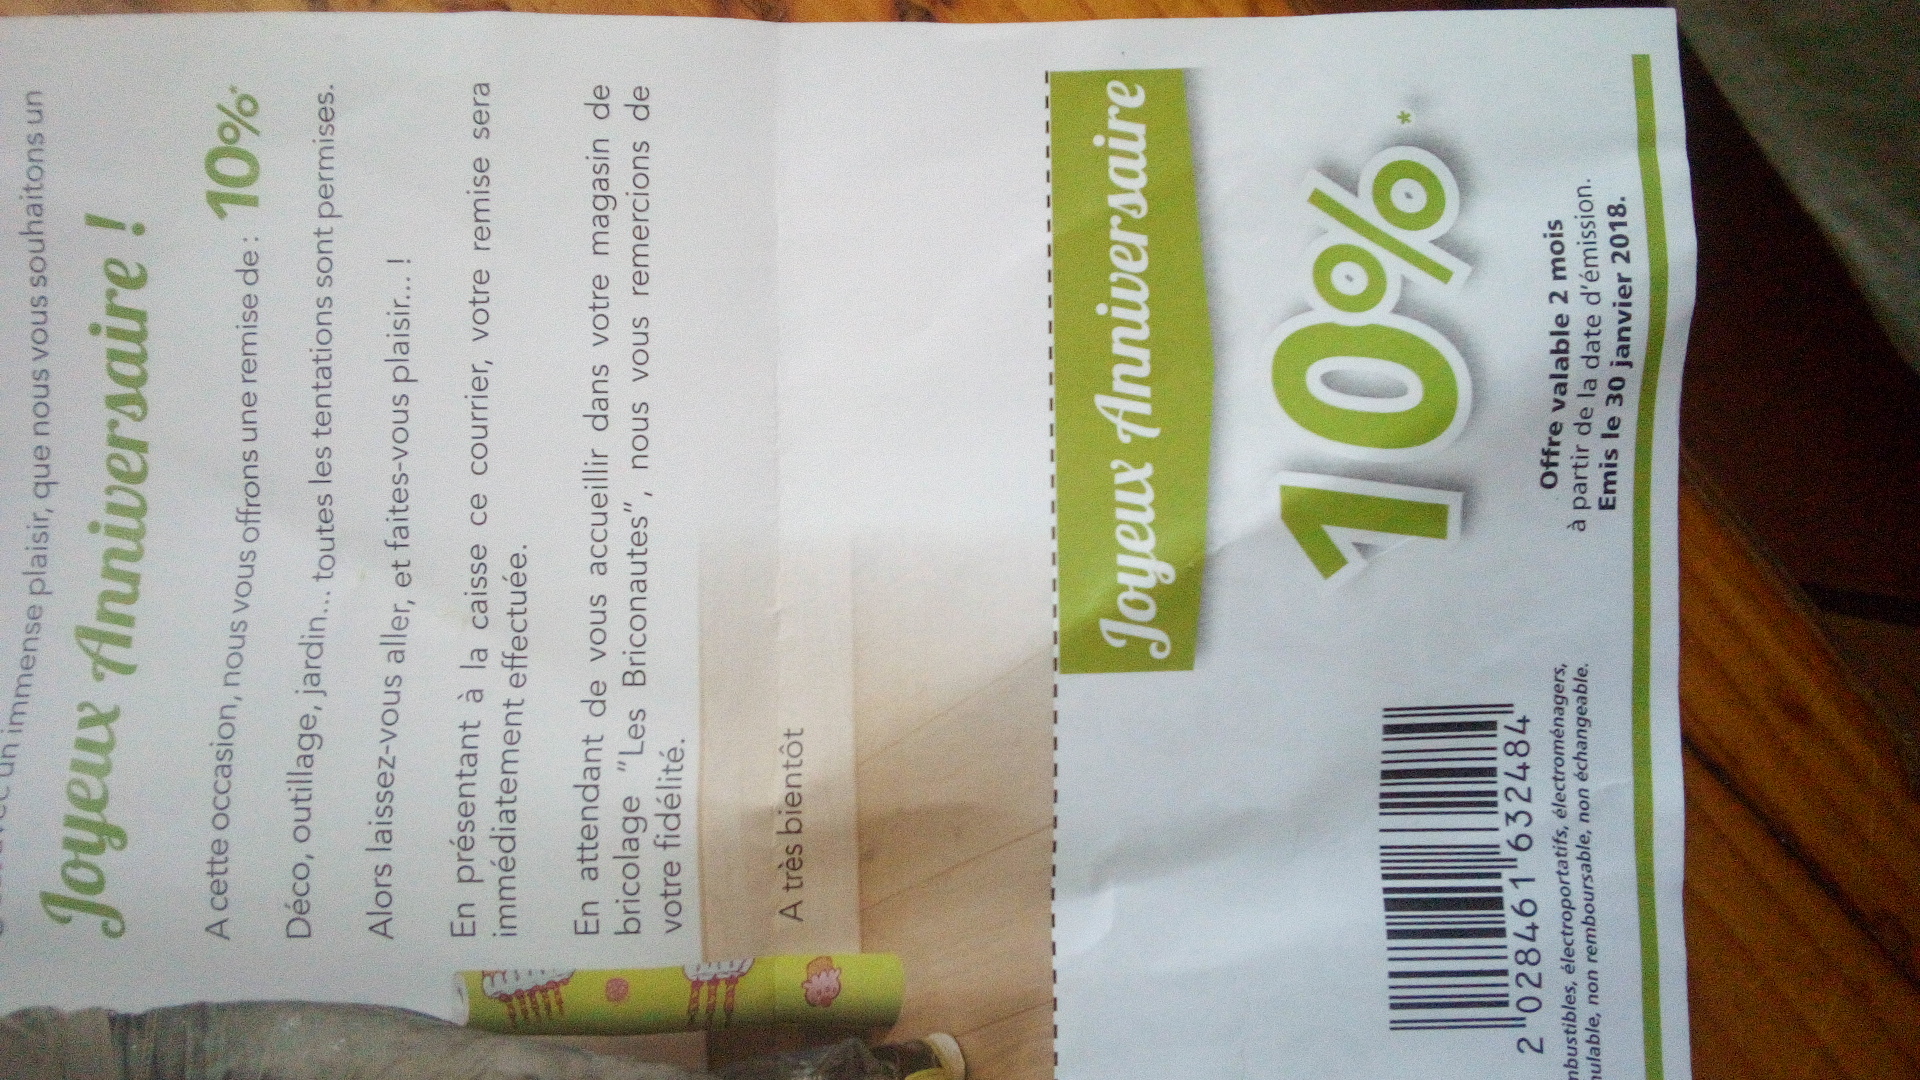 un immense plaisir, que nous vous souhaitons un
Joyeux Anniversaire !
A cette occasion, nous vous offrons une remise de : 10%*
Déco, outillage, jardin... toutes les tentations sont permises.
Alors laissez-vous aller, et faites-vous plaisir... !
En présentant à la caisse ce courrier, votre remise sera
immédiatement effectuée.
En attendant de vous accueillir dans votre magasin de
bricolage "Les Briconautes", nous vous remercions de
votre fidélité.
A très bientôt
Joyeux Anniversaire
10%*
Offre valable 2 mois
à partir de la date d'émission.
Emis le 30 janvier 2018.
2 028461 632484
mbustibles, électroportatifs, électroménagers,
mulable, non remboursable, non échangeable.